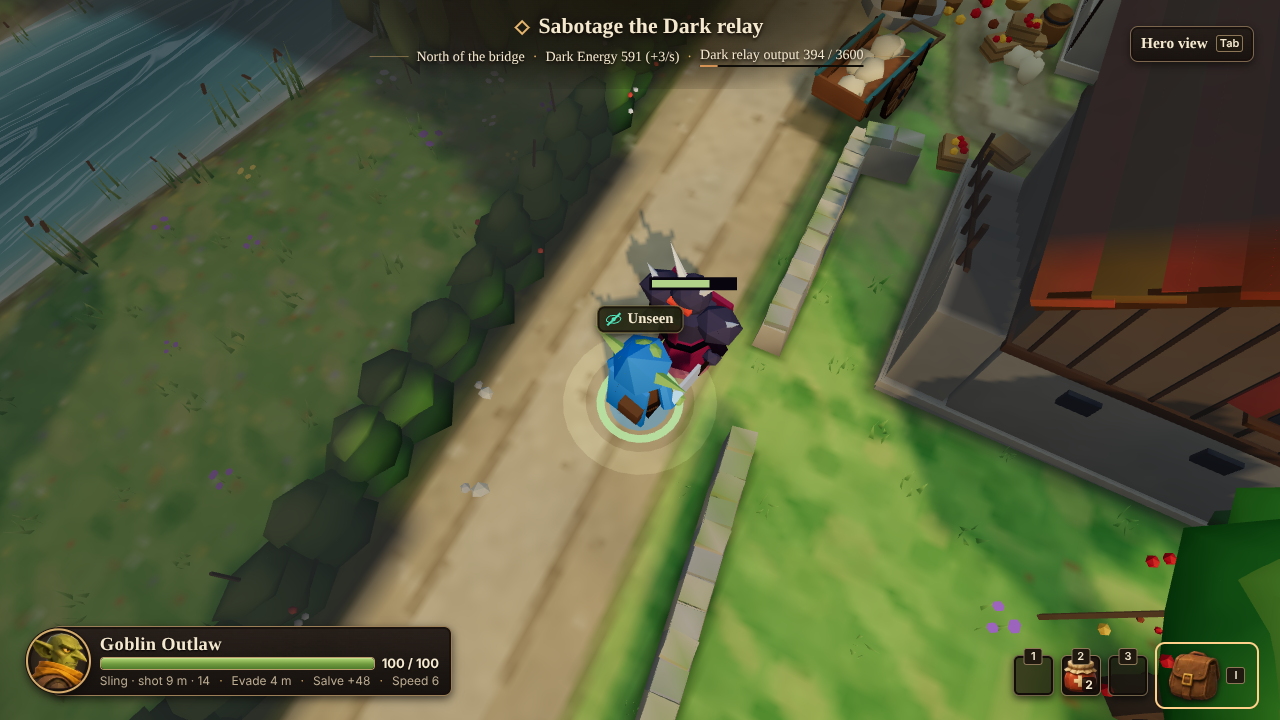 Sabotage the Dark relay
North of the bridge · Dark Energy 591 (+3/s) · Dark relay output 394 / 3600
Hero view Tab
Unseen
Goblin Outlaw
100 / 100
Sling · shot 9 m · 14 · Evade 4 m · Salve +48 · Speed 6
1 2 3
2
I